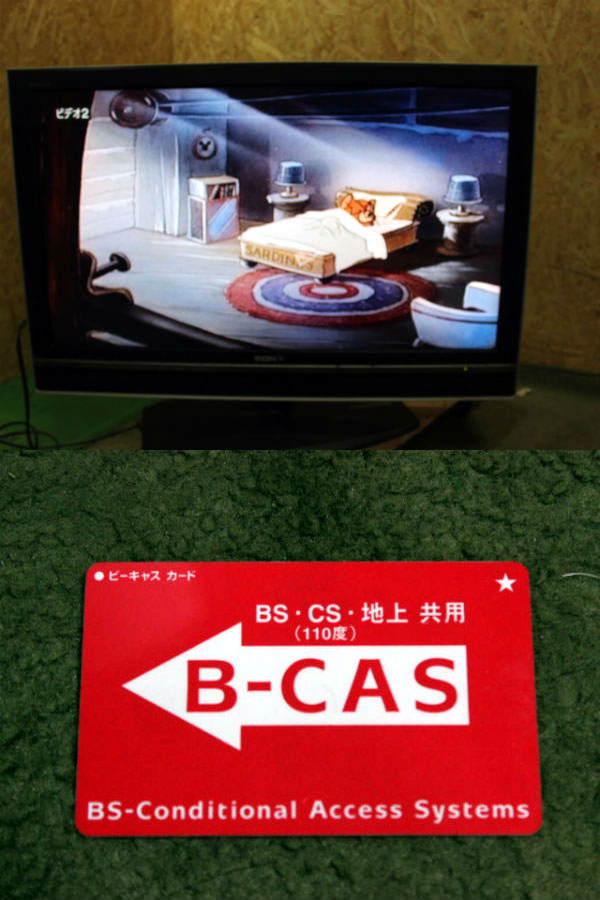 ビデオ2
SARDINES
SONY
● ビーキャス カード
★
BS・CS・地上 共用
（110度）
B-CAS
BS-Conditional Access Systems